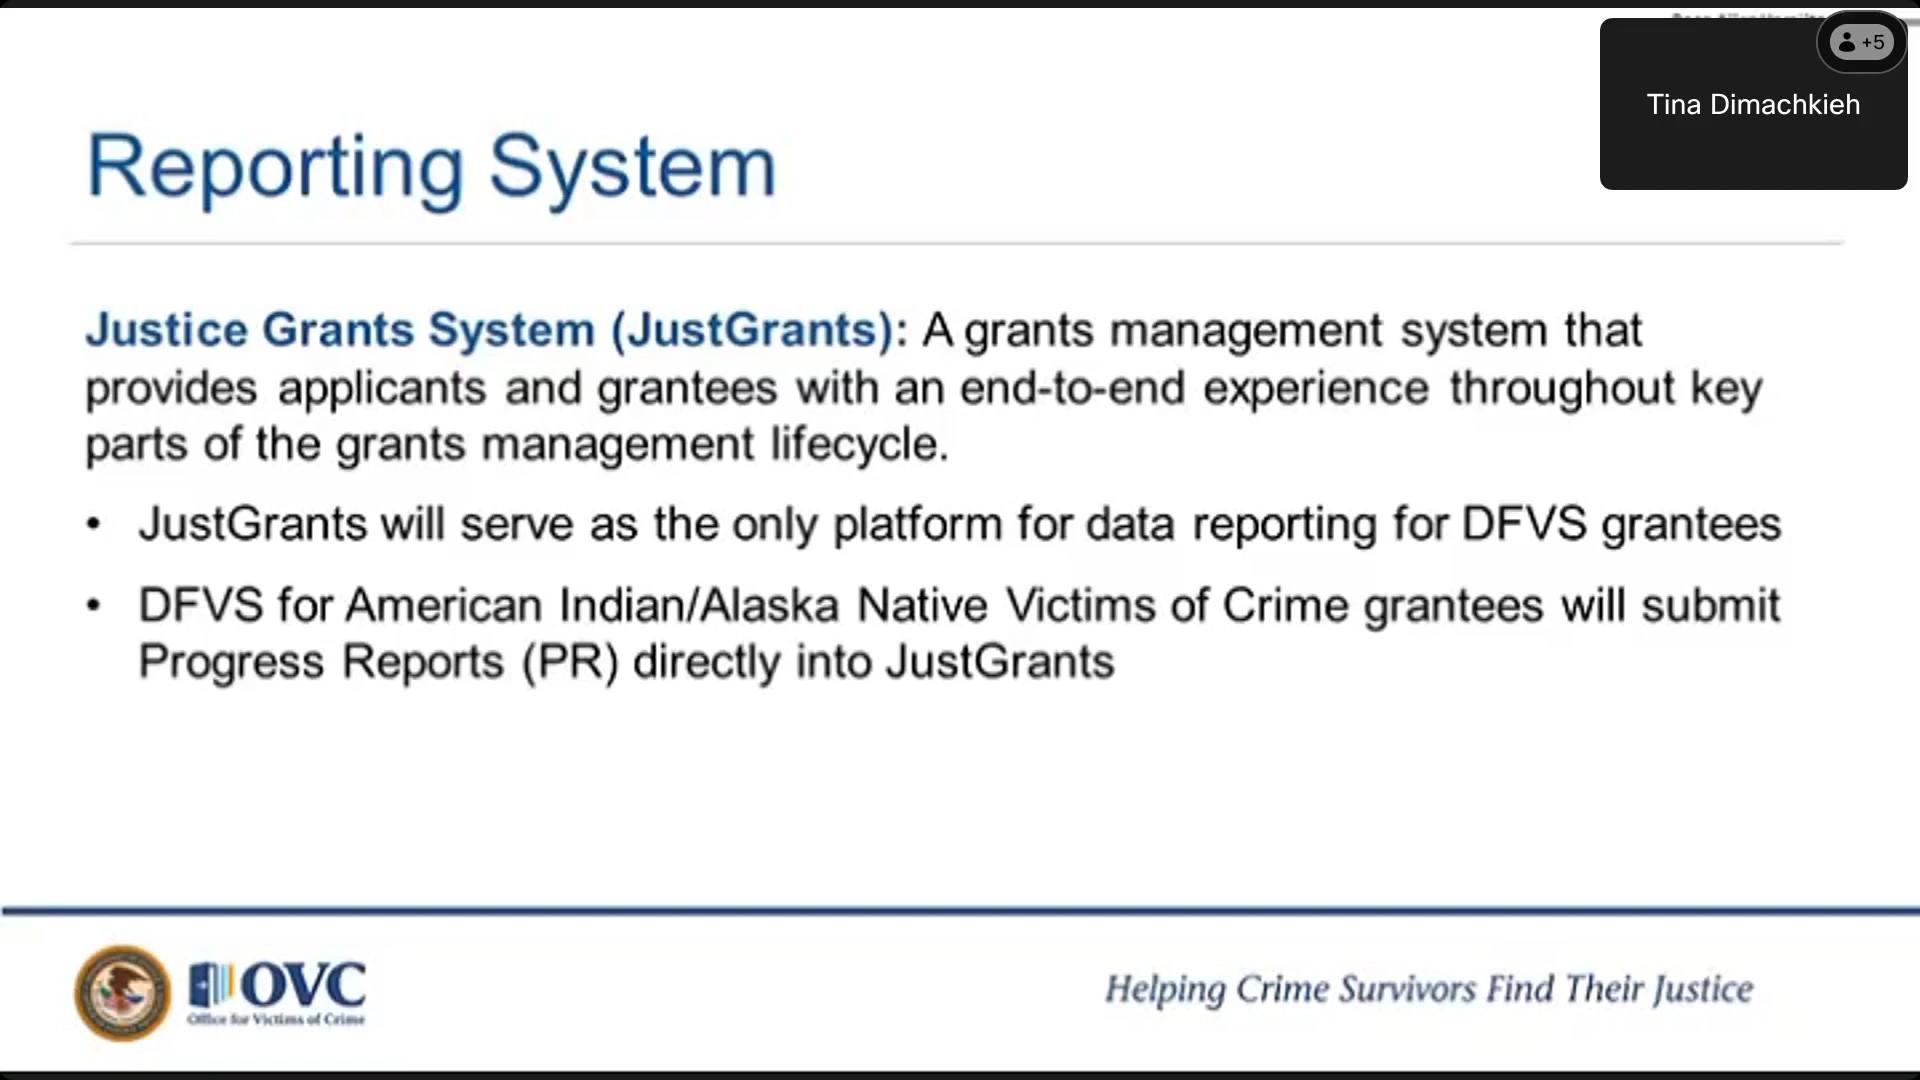 +5
Tina Dimachkieh
Reporting System
Justice Grants System (JustGrants): A grants management system that
provides applicants and grantees with an end-to-end experience throughout key
parts of the grants management lifecycle.
• JustGrants will serve as the only platform for data reporting for DFVS grantees
• DFVS for American Indian/Alaska Native Victims of Crime grantees will submit
Progress Reports (PR) directly into JustGrants
OVC
Office for Victims of Crime
Helping Crime Survivors Find Their Justice